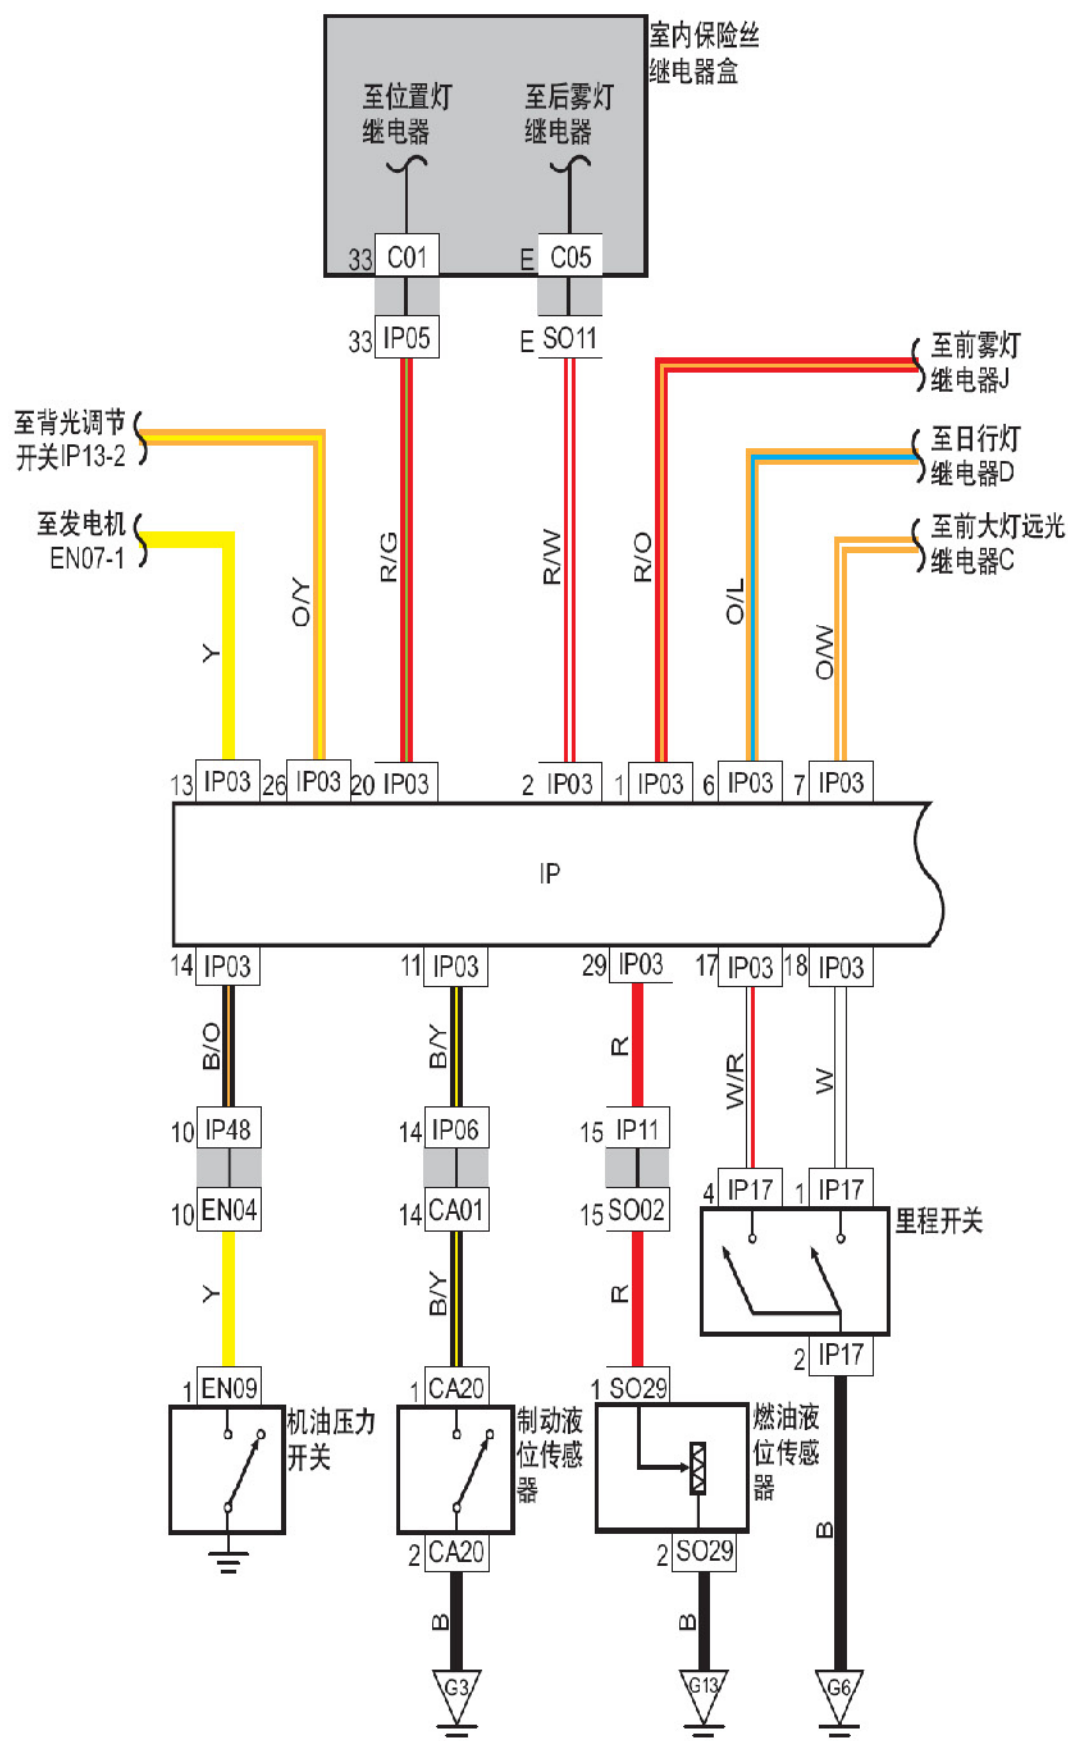 室内保险丝
继电器盒
至位置灯
继电器
至后雾灯
继电器
33 C01
E C05
33 IP05
E SO11
至前雾灯
继电器J
至背光调节
开关IP13-2
至日行灯
继电器D
至发电机
EN07-1
至前大灯远光
继电器C
Y
O/Y
R/G
R/W
R/O
O/L
O/W
13 IP03
26 IP03
20 IP03
2 IP03
1 IP03
6 IP03
7 IP03
IP
14 IP03
11 IP03
29 IP03
17 IP03
18 IP03
B/O
B/Y
R
W/R
W
10 IP48
14 IP06
15 IP11
4 IP17
1 IP17
10 EN04
14 CA01
15 SO02
里程开关
Y
B/Y
R
2 IP17
1 EN09
1 CA20
1 SO29
机油压力
开关
制动液
位传感
器
燃油液
位传感
器
2 CA20
2 SO29
B
B
B
G3
G13
G6